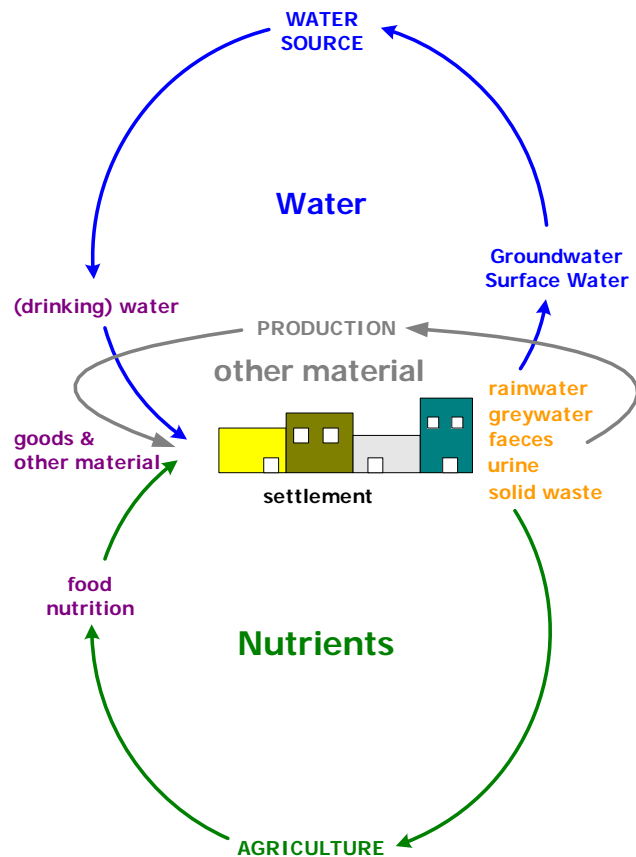 WATER
SOURCE
Water
Groundwater
Surface Water
(drinking) water
PRODUCTION
other material
rainwater
greywater
faeces
urine
solid waste
goods &
other material
settlement
food
nutrition
Nutrients
AGRICULTURE